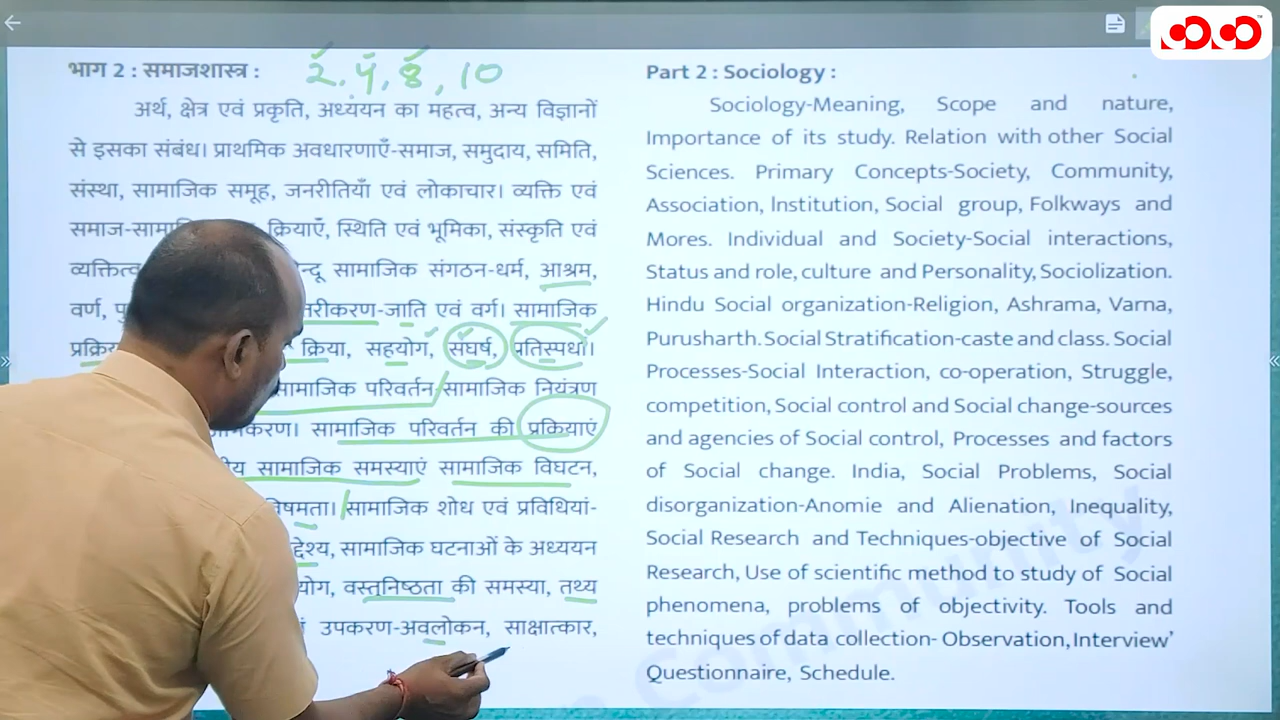 भाग 2 : समाजशास्त्र : 2, 4, 8, 10
अर्थ, क्षेत्र एवं प्रकृति, अध्ययन का महत्व, अन्य विज्ञानों
से इसका संबंध। प्राथमिक अवधारणाएँ-समाज, समुदाय, समिति,
संस्था, सामाजिक समूह, जनरीतियाँ एवं लोकाचार। व्यक्ति एवं
क्रियाएँ, स्थिति एवं भूमिका, संस्कृति एवं
सामाजिक संगठन-धर्म, आश्रम,
वर्ण, जाति एवं वर्ग। सामाजिक
क्रिया, सहयोग, संघर्ष, प्रतिस्पर्धा।
सामाजिक परिवर्तन-सामाजिक नियंत्रण
सामाजिक परिवर्तन की प्रकियाएं
सामाजिक समस्याएं सामाजिक विघटन,
सामाजिक शोध एवं प्रविधियां-
सामाजिक घटनाओं के अध्ययन
वस्तुनिष्ठता की समस्या, तथ्य
उपकरण-अवलोकन, साक्षात्कार,
Part 2 : Sociology :
Sociology-Meaning, Scope and nature,
Importance of its study. Relation with other Social
Sciences. Primary Concepts-Society, Community,
Association, Institution, Social group, Folkways and
Mores. Individual and Society-Social interactions,
Status and role, culture and Personality, Sociolization.
Hindu Social organization-Religion, Ashrama, Varna,
Purusharth. Social Stratification-caste and class. Social
Processes-Social Interaction, co-operation, Struggle,
competition, Social control and Social change-sources
and agencies of Social control, Processes and factors
of Social change. India, Social Problems, Social
disorganization-Anomie and Alienation, Inequality,
Social Research and Techniques-objective of Social
Research, Use of scientific method to study of Social
phenomena, problems of objectivity. Tools and
techniques of data collection- Observation, Interview'
Questionnaire, Schedule.
Community